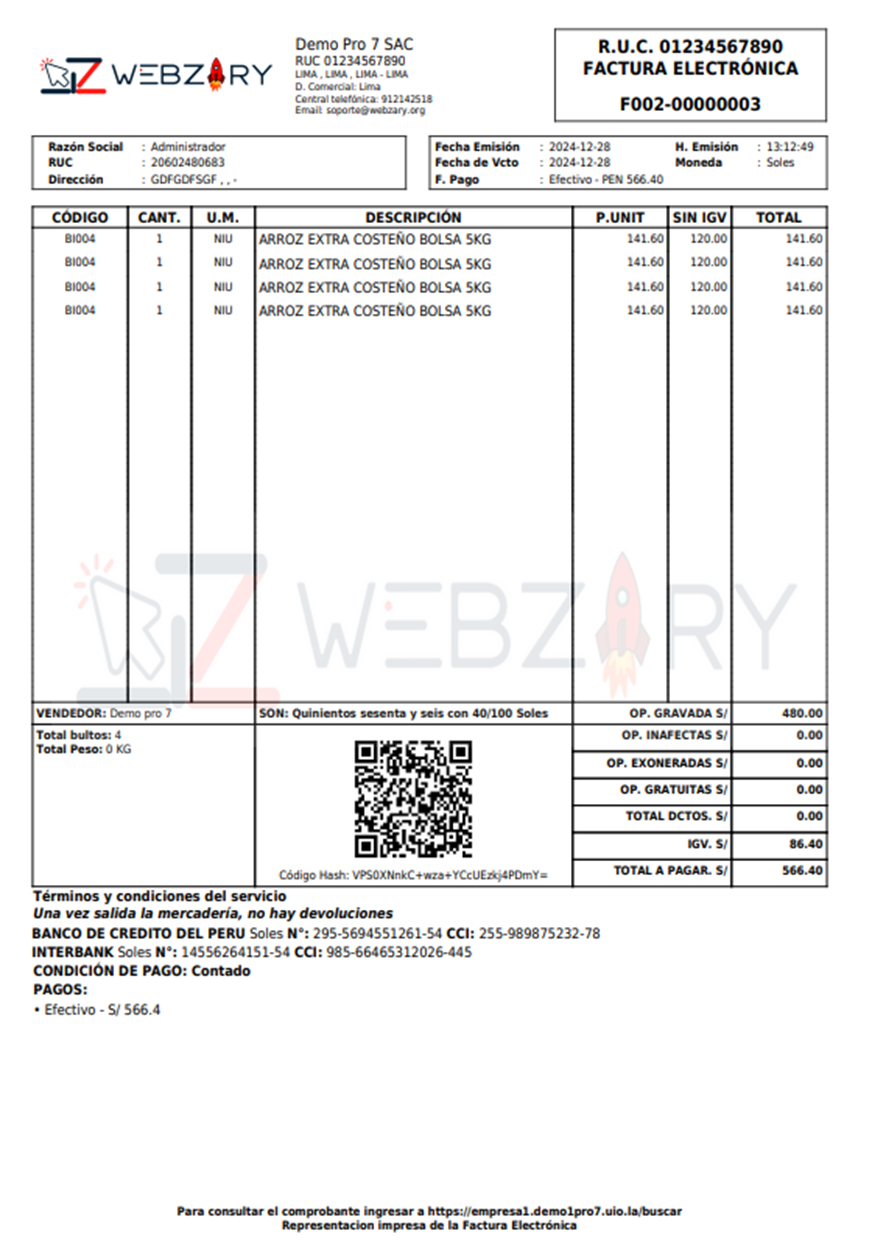 WEBZARY
Demo Pro 7 SAC
RUC 01234567890
LIMA , LIMA , LIMA - LIMA
D. Comercial: Lima
Central telefónica: 912142518
Email: soporte@webzary.org
R.U.C. 01234567890
FACTURA ELECTRÓNICA
F002-00000003
Razón Social : Administrador
RUC : 20602480683
Dirección : GDFGDFSGF , , -
Fecha Emisión : 2024-12-28 H. Emisión : 13:12:49
Fecha de Vcto : 2024-12-28 Moneda : Soles
F. Pago : Efectivo - PEN 566.40
CÓDIGO CANT. U.M. DESCRIPCIÓN P.UNIT SIN IGV TOTAL
BI004 1 NIU ARROZ EXTRA COSTEÑO BOLSA 5KG 141.60 120.00 141.60
BI004 1 NIU ARROZ EXTRA COSTEÑO BOLSA 5KG 141.60 120.00 141.60
BI004 1 NIU ARROZ EXTRA COSTEÑO BOLSA 5KG 141.60 120.00 141.60
BI004 1 NIU ARROZ EXTRA COSTEÑO BOLSA 5KG 141.60 120.00 141.60
WEBZARY
VENDEDOR: Demo pro 7 SON: Quinientos sesenta y seis con 40/100 Soles OP. GRAVADA S/ 480.00
Total bultos: 4
Total Peso: 0 KG
OP. INAFECTAS S/ 0.00
OP. EXONERADAS S/ 0.00
OP. GRATUITAS S/ 0.00
TOTAL DCTOS. S/ 0.00
IGV. S/ 86.40
TOTAL A PAGAR. S/ 566.40
Código Hash: VPS0XNnkC+wza+YCcUEzkj4PDmY=
Términos y condiciones del servicio
Una vez salida la mercadería, no hay devoluciones
BANCO DE CREDITO DEL PERU Soles N°: 295-5694551261-54 CCI: 255-989875232-78
INTERBANK Soles N°: 14556264151-54 CCI: 985-66465312026-445
CONDICIÓN DE PAGO: Contado
PAGOS:
• Efectivo - S/ 566.4
Para consultar el comprobante ingresar a https://empresa1.demo1pro7.uio.la/buscar
Representacion impresa de la Factura Electrónica